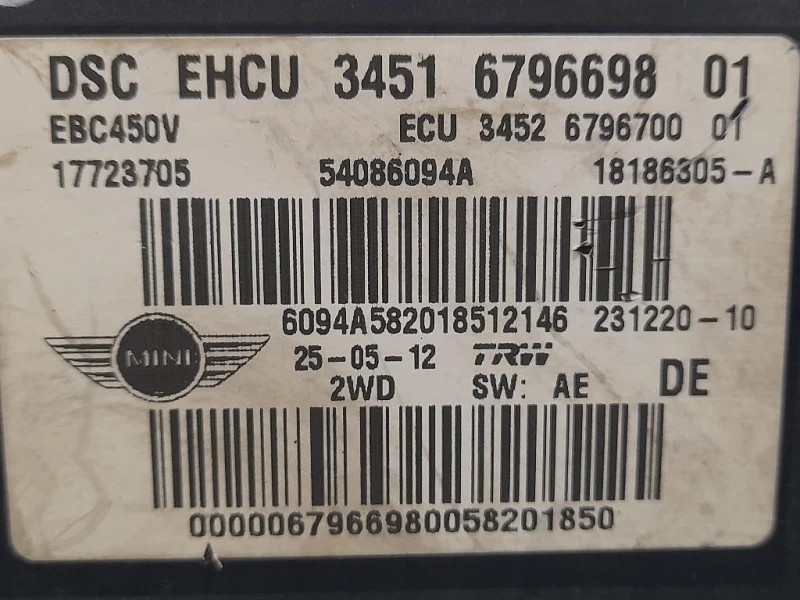 DSC EHCU 3451 6796698 01
EBC450V ECU 3452 6796700 01
17723705 54086094A 18186305-A
6094A582018512146 231220-10
MINI 25-05-12 TRW
2WD SW: AE DE
0000067966980058201850